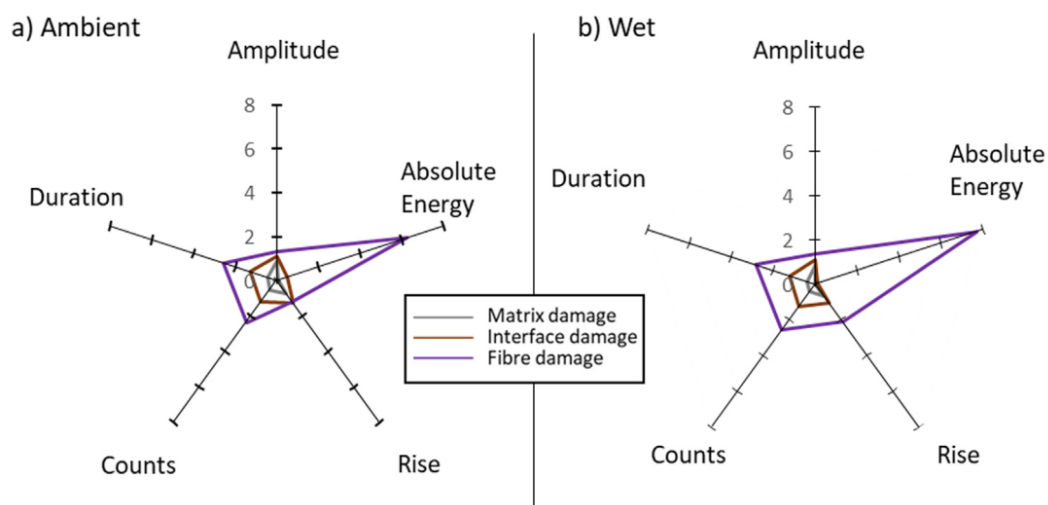 a) Ambient
Amplitude
8
6
4
2
0
Absolute
Energy
Duration
Counts
Rise
Matrix damage
Interface damage
Fibre damage
b) Wet
Amplitude
8
6
4
2
0
Absolute
Energy
Duration
Counts
Rise